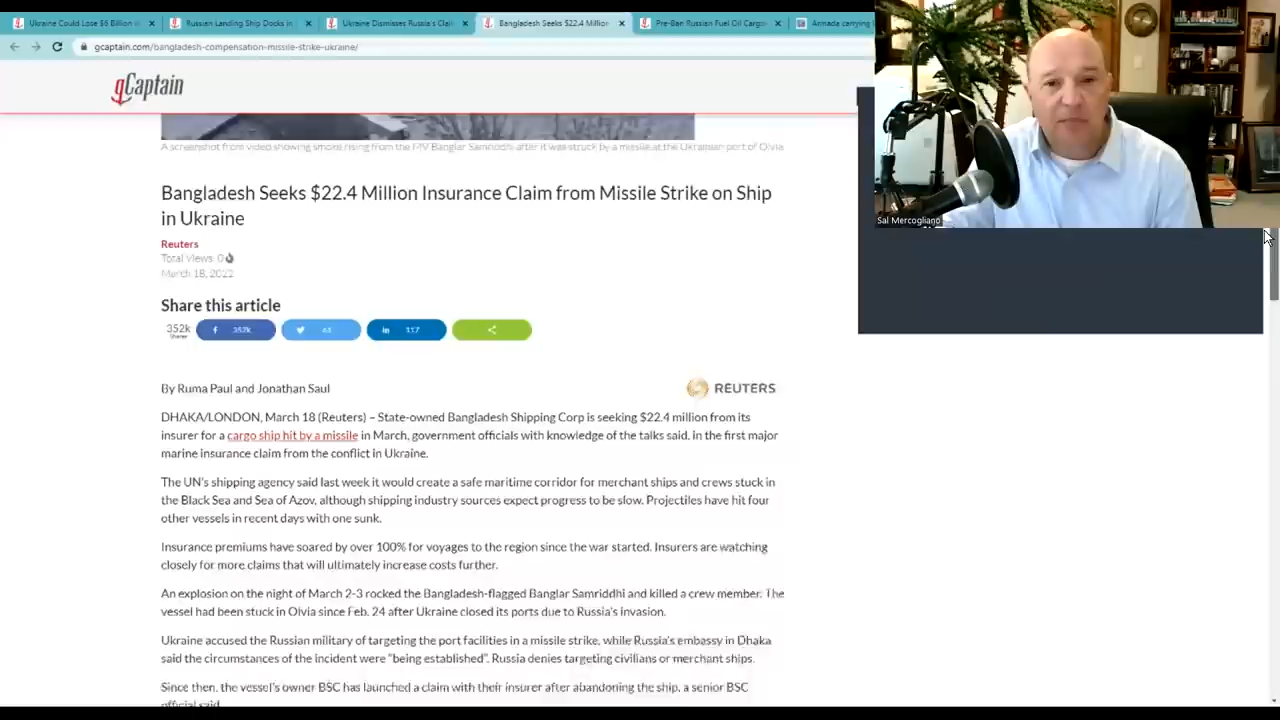 Ukraine Could Lose $6 Billion
Russian Landing Ship Docks in
Ukraine Dismisses Russia's Clai
Bangladesh Seeks $22.4 Million
Pre-Ban Russian Fuel Oil Cargo
Armada carrying
gcaptain.com/bangladesh-compensation-missile-strike-ukraine/
gCaptain
Sal Mercogliano
A screenshot from video showing smoke rising from the MV Banglar Samriddhi after it was struck by a missile at the Ukrainian port of Olvia
Bangladesh Seeks $22.4 Million Insurance Claim from Missile Strike on Ship
in Ukraine
Reuters
Total Views: 0
March 18, 2022
Share this article
352k
Shares
352k
63
in 117
By Ruma Paul and Jonathan Saul
REUTERS
DHAKA/LONDON, March 18 (Reuters) – State-owned Bangladesh Shipping Corp is seeking $22.4 million from its
insurer for a cargo ship hit by a missile in March, government officials with knowledge of the talks said, in the first major
marine insurance claim from the conflict in Ukraine.
The UN's shipping agency said last week it would create a safe maritime corridor for merchant ships and crews stuck in
the Black Sea and Sea of Azov, although shipping industry sources expect progress to be slow. Projectiles have hit four
other vessels in recent days with one sunk.
Insurance premiums have soared by over 100% for voyages to the region since the war started. Insurers are watching
closely for more claims that will ultimately increase costs further.
An explosion on the night of March 2-3 rocked the Bangladesh-flagged Banglar Samriddhi and killed a crew member. The
vessel had been stuck in Olvia since Feb. 24 after Ukraine closed its ports due to Russia's invasion.
Ukraine accused the Russian military of targeting the port facilities in a missile strike, while Russia's embassy in Dhaka
said the circumstances of the incident were "being established". Russia denies targeting civilians or merchant ships.
Since then, the vessel's owner BSC has launched a claim with their insurer after abandoning the ship, a senior BSC
official said.